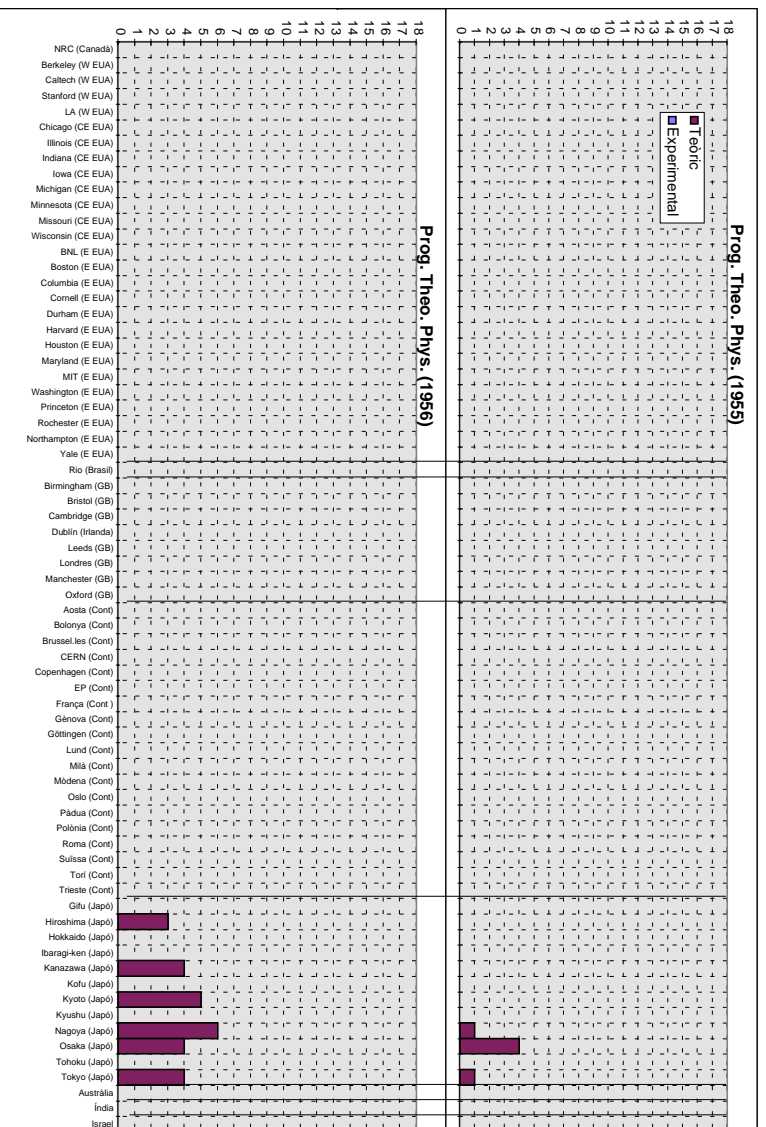 Prog. Theo. Phys. (1955)
18
17
16
15
14
13
12
11
10
9
8
7
6
5
4
3
2
1
0
Teòric
Experimental
Prog. Theo. Phys. (1956)
18
17
16
15
14
13
12
11
10
9
8
7
6
5
4
3
2
1
0
NRC (Canadà)
Berkeley (W EUA)
Caltech (W EUA)
Stanford (W EUA)
LA (W EUA)
Chicago (CE EUA)
Illinois (CE EUA)
Indiana (CE EUA)
Iowa (CE EUA)
Michigan (CE EUA)
Minnesota (CE EUA)
Missouri (CE EUA)
Wisconsin (CE EUA)
BNL (E EUA)
Boston (E EUA)
Columbia (E EUA)
Cornell (E EUA)
Durham (E EUA)
Harvard (E EUA)
Houston (E EUA)
Maryland (E EUA)
MIT (E EUA)
Washington (E EUA)
Princeton (E EUA)
Rochester (E EUA)
Northampton (E EUA)
Yale (E EUA)
Rio (Brasil)
Birmingham (GB)
Bristol (GB)
Cambridge (GB)
Dublín (Irlanda)
Leeds (GB)
Londres (GB)
Manchester (GB)
Oxford (GB)
Aosta (Cont)
Bolonya (Cont)
Brussel.les (Cont)
CERN (Cont)
Copenhagen (Cont)
EP (Cont)
França (Cont )
Gènova (Cont)
Göttingen (Cont)
Lund (Cont)
Milà (Cont)
Mòdena (Cont)
Oslo (Cont)
Pàdua (Cont)
Polònia (Cont)
Roma (Cont)
Suïssa (Cont)
Torí (Cont)
Trieste (Cont)
Gifu (Japó)
Hiroshima (Japó)
Hokkaido (Japó)
Ibaragi-ken (Japó)
Kanazawa (Japó)
Kofu (Japó)
Kyoto (Japó)
Kyushu (Japó)
Nagoya (Japó)
Osaka (Japó)
Tohoku (Japó)
Tokyo (Japó)
Austràlia
Índia
Israel